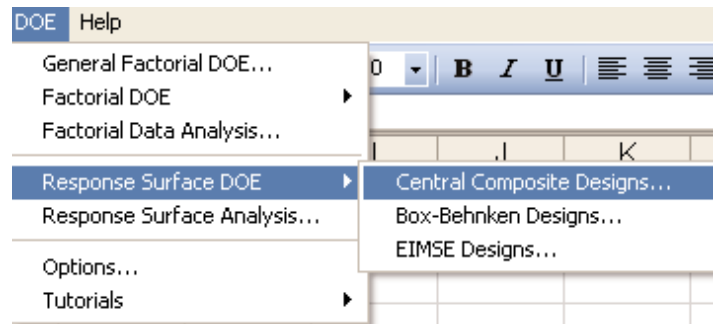 DOE Help
General Factorial DOE...
Factorial DOE
Factorial Data Analysis...
Response Surface DOE
Response Surface Analysis...
Options...
Tutorials
0 B I U
J K
Central Composite Designs...
Box-Behnken Designs...
EIMSE Designs...